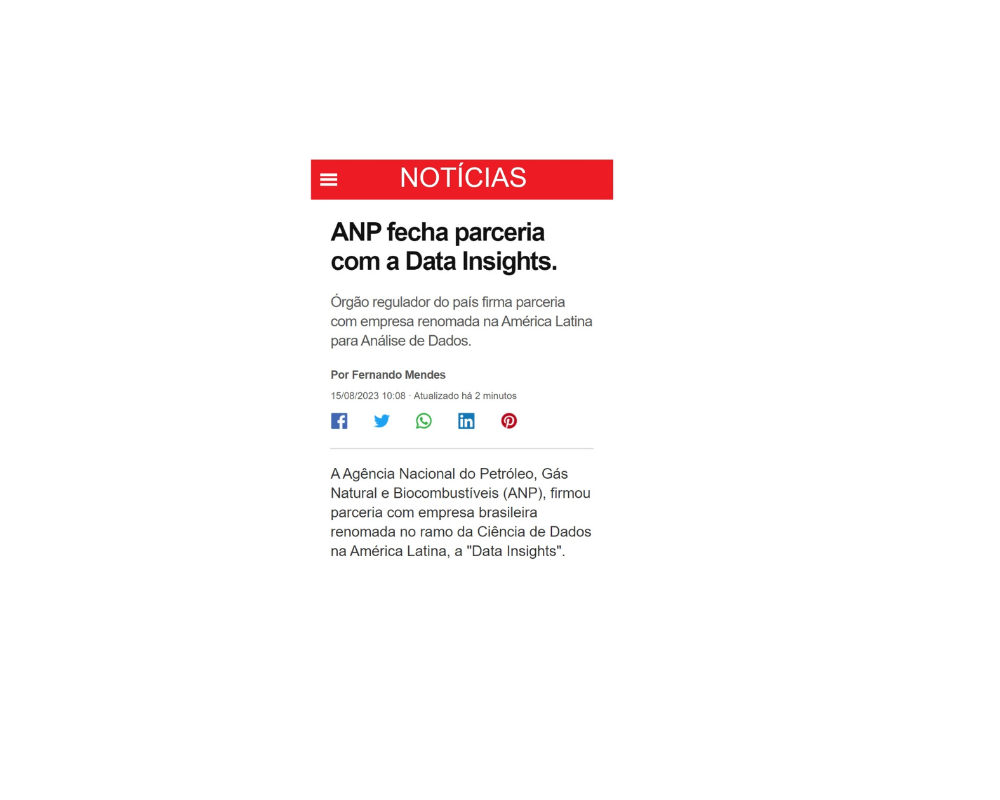 NOTÍCIAS
ANP fecha parceria
com a Data Insights.
Órgão regulador do país firma parceria
com empresa renomada na América Latina
para Análise de Dados.
Por Fernando Mendes
15/08/2023 10:08 · Atualizado há 2 minutos
A Agência Nacional do Petróleo, Gás
Natural e Biocombustíveis (ANP), firmou
parceria com empresa brasileira
renomada no ramo da Ciência de Dados
na América Latina, a "Data Insights".